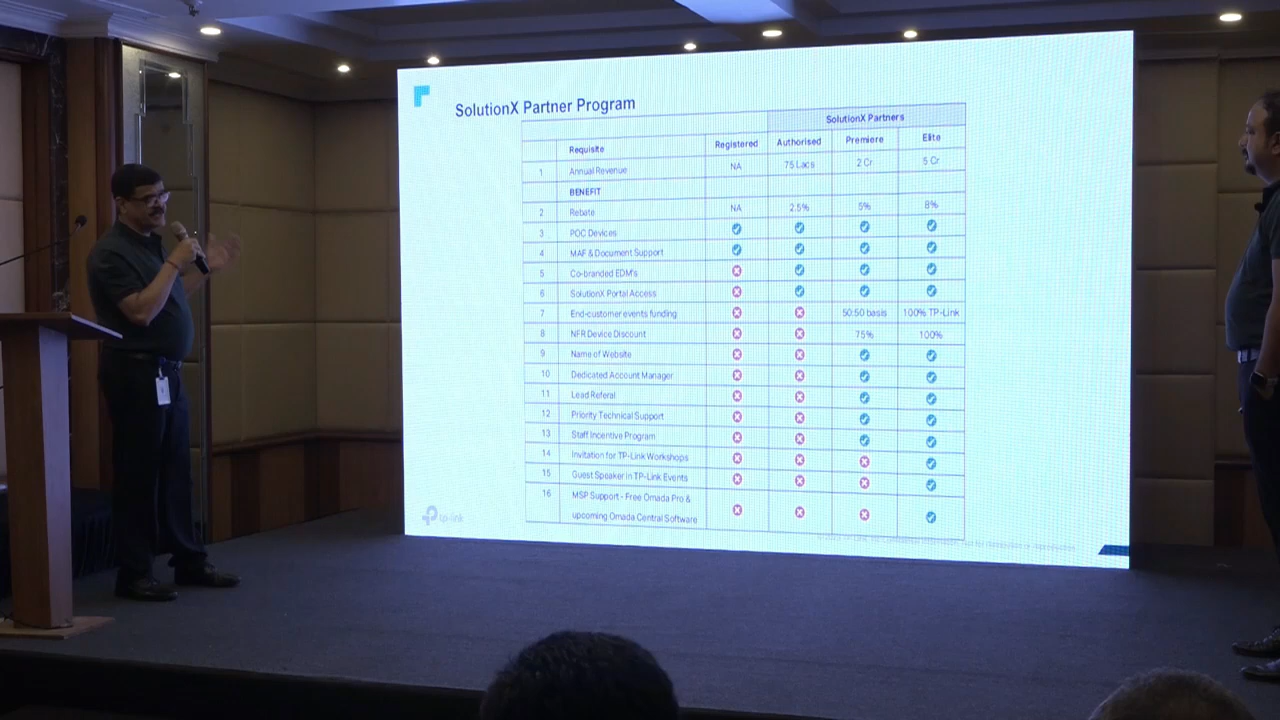 SolutionX Partner Program
SolutionX Partners
Requisite Registered Authorised Premiere Elite
1 Annual Revenue NA 75 Lacs 2 Cr 5 Cr
BENEFIT
2 Rebate NA 2.5% 5% 8%
3 POC Devices
4 MAF & Document Support
5 Co-branded EDM's
6 SolutionX Portal Access
7 End-customer events funding 50:50 basis 100% TP-Link
8 NFR Device Discount 75% 100%
9 Name of Website
10 Dedicated Account Manager
11 Lead Referal
12 Priority Technical Support
13 Staff Incentive Program
14 Invitation for TP-Link Workshops
15 Guest Speaker in TP-Link Events
16 MSP Support - Free Omada Pro &
upcoming Omada Central Software
tp-link